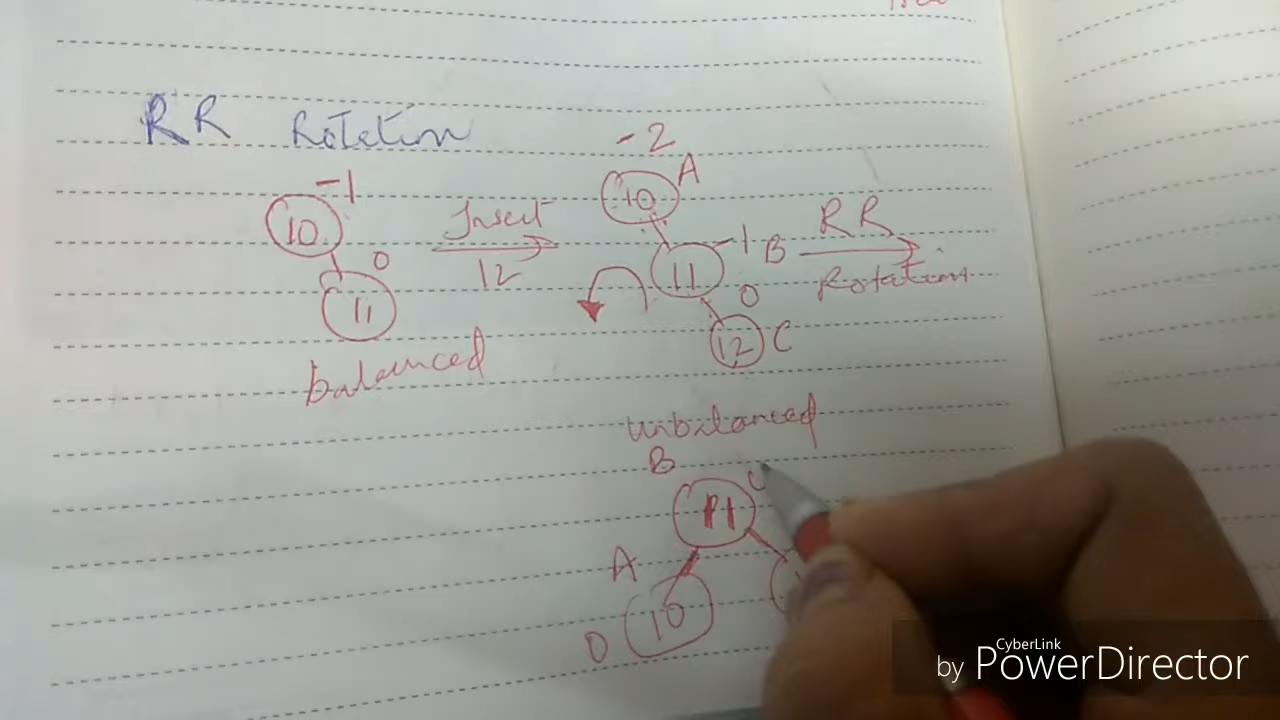 RR Rotation
-1
10
0
11
balanced
Insert
12
-2
10 A
11 -1 B
0
12 C
RR
Rotation
Unbalanced
B
11
A
10
0
CyberLink
by PowerDirector